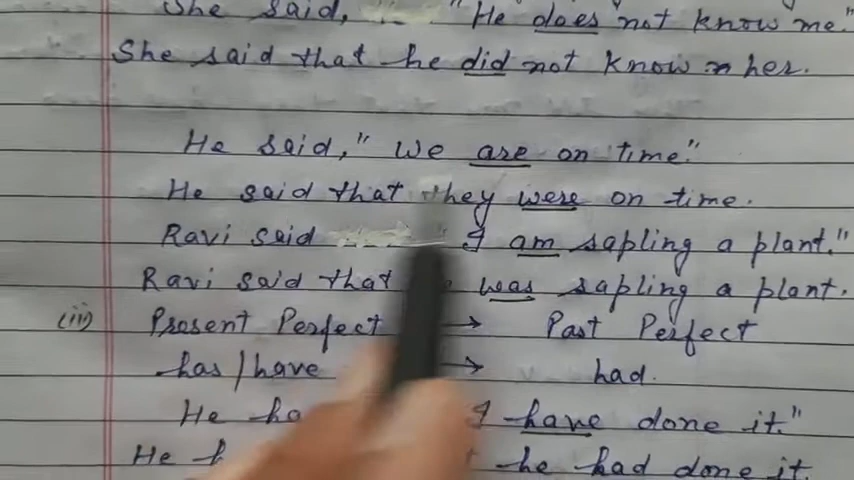 She said, "He does not know me."
She said that he did not know her.
He said, "We are on time."
He said that they were on time.
Ravi said "I am sapling a plant."
Ravi said that was sapling a plant.
(iii) Present Perfect → Past Perfect
has/have → had.
He I have done it."
He he had done it.